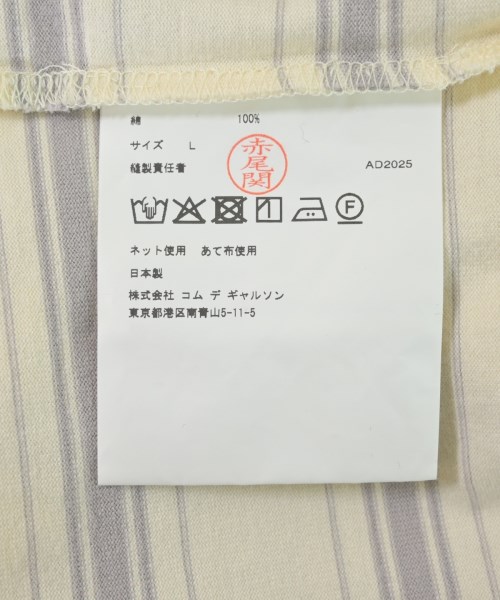 綿 100%
サイズ L
縫製責任者 赤尾関 AD2025
F
ネット使用 あて布使用
日本製
株式会社 コム デ ギャルソン
東京都港区南青山5-11-5